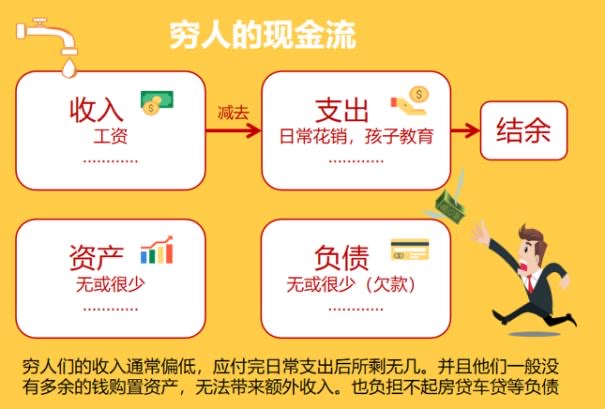 穷人的现金流
收入
工资
…………
减去
支出
日常花销，孩子教育
…………
结余
资产
无或很少
…………
负债
无或很少（欠款）
…………
穷人们的收入通常偏低，应付完日常支出后所剩无几。并且他们一般没
有多余的钱购置资产，无法带来额外收入。也负担不起房贷车贷等负债